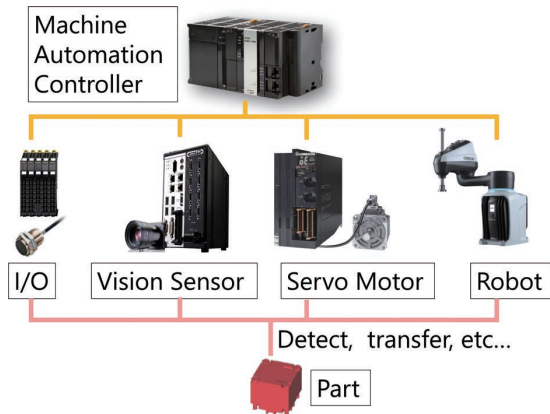 Machine
Automation
Controller
I/O
Vision Sensor
Servo Motor
Robot
Detect, transfer, etc...
Part